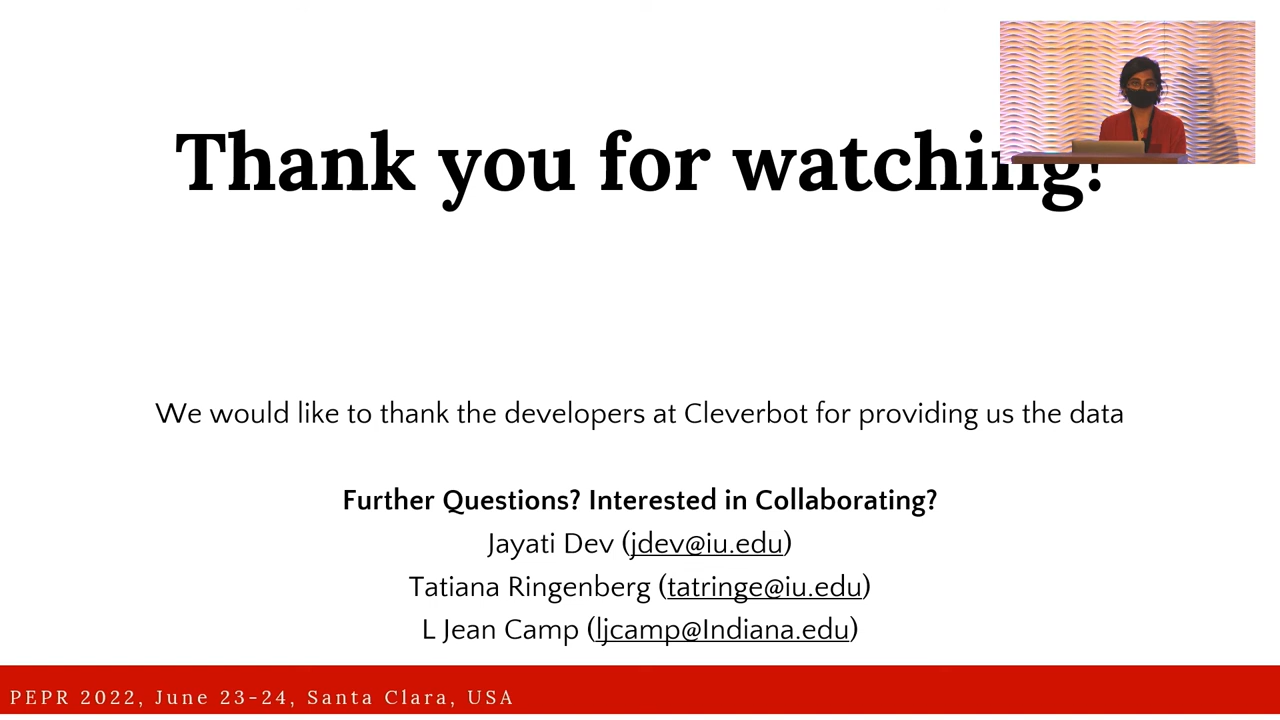 Thank you for watching!
We would like to thank the developers at Cleverbot for providing us the data
Further Questions? Interested in Collaborating?
Jayati Dev (jdev@iu.edu)
Tatiana Ringenberg (tatringe@iu.edu)
L Jean Camp (ljcamp@Indiana.edu)
PEPR 2022, June 23-24, Santa Clara, USA